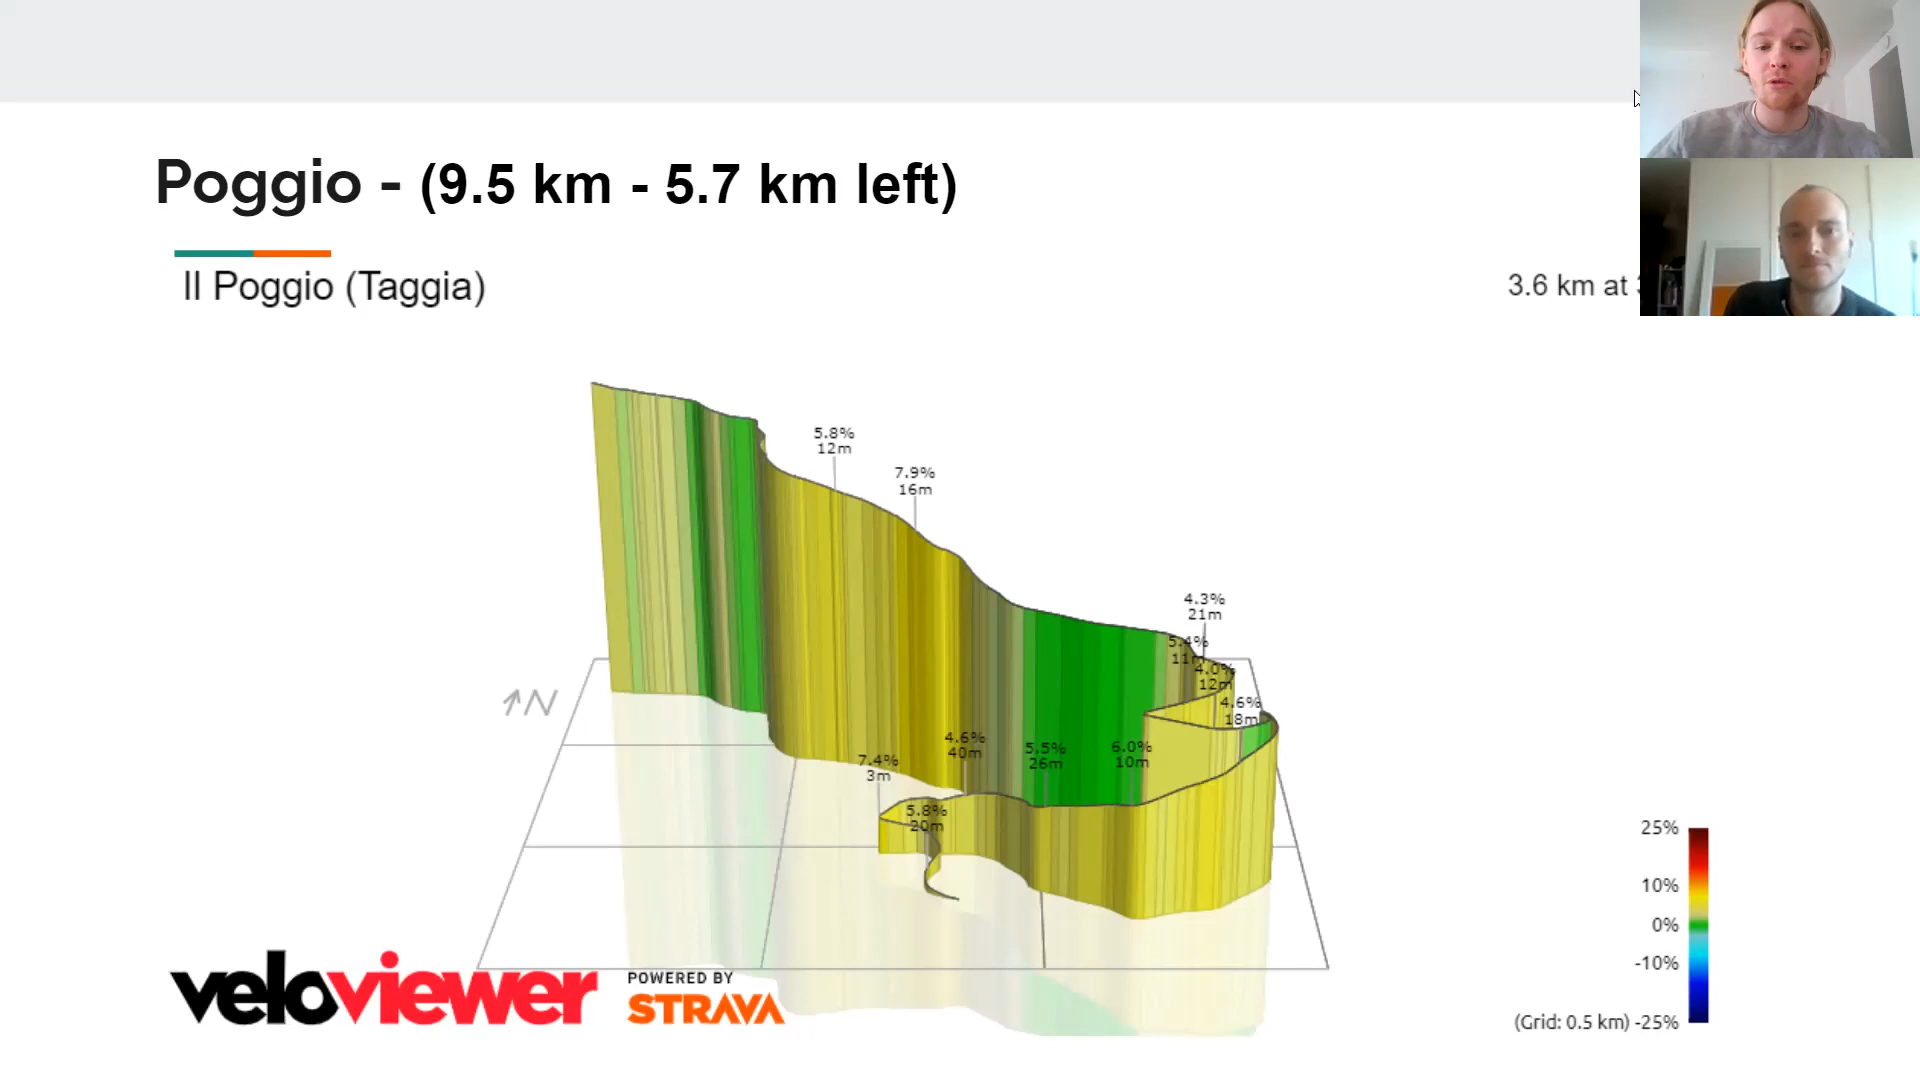 Poggio - (9.5 km - 5.7 km left)
Il Poggio (Taggia)
3.6 km at
5.8%
12m
7.9%
16m
4.3%
21m
5.4%
11m
4.0%
12m
4.6%
18m
N
7.4%
3m
4.6%
40m
5.5%
26m
6.0%
10m
5.8%
20m
25%
10%
0%
-10%
(Grid: 0.5 km) -25%
veloviewer
POWERED BY
STRAVA